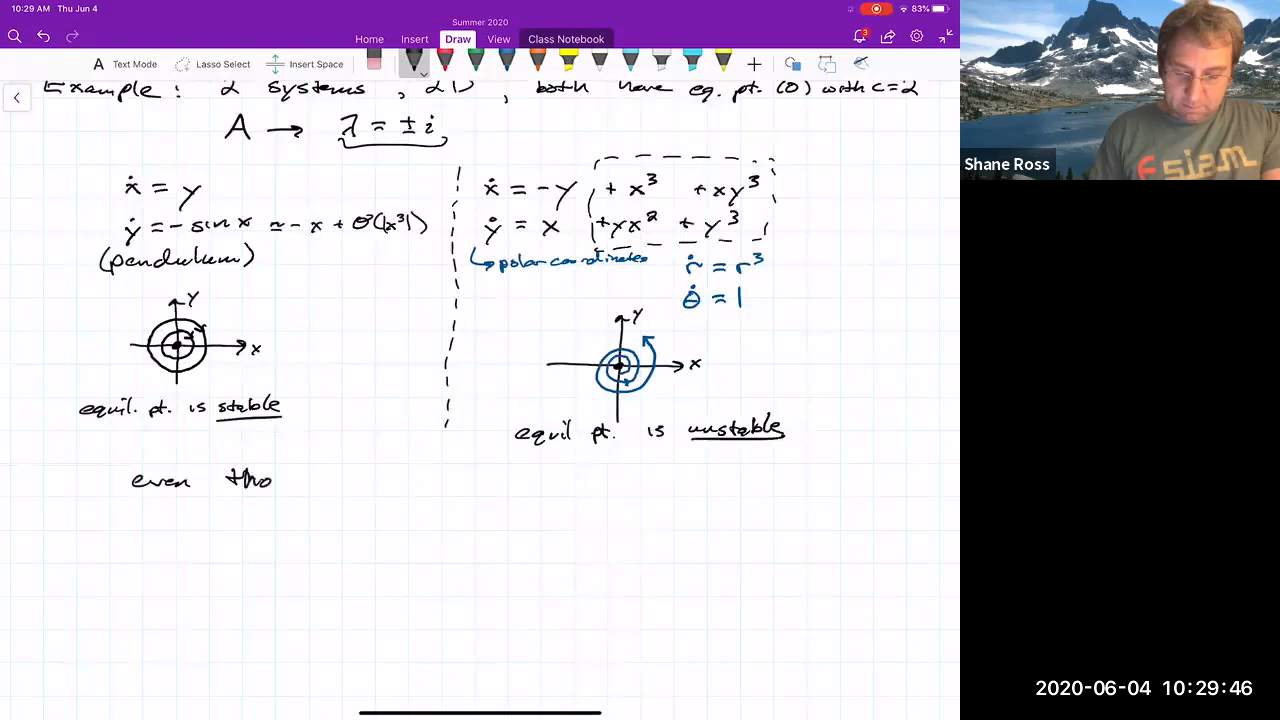 10:29 AM Thu Jun 4
83%
Summer 2020
Home Insert Draw View Class Notebook
3
A Text Mode Lasso Select Insert Space
Example: 2 systems, 2D, both have eq. pt. (0) with c=2
A → λ = ± i
ẋ = y
ẏ = - sin x ≃ - x + O(|x³|)
(pendulum)
y
x
equil. pt. is stable
even tho
ẋ = - y + x³ + xy³
ẏ = x + yx² + y³
↳ polar coordinates ṙ = r³
θ̇ = 1
y
x
equil pt. is unstable
Shane Ross
siam
2020-06-04 10:29:46